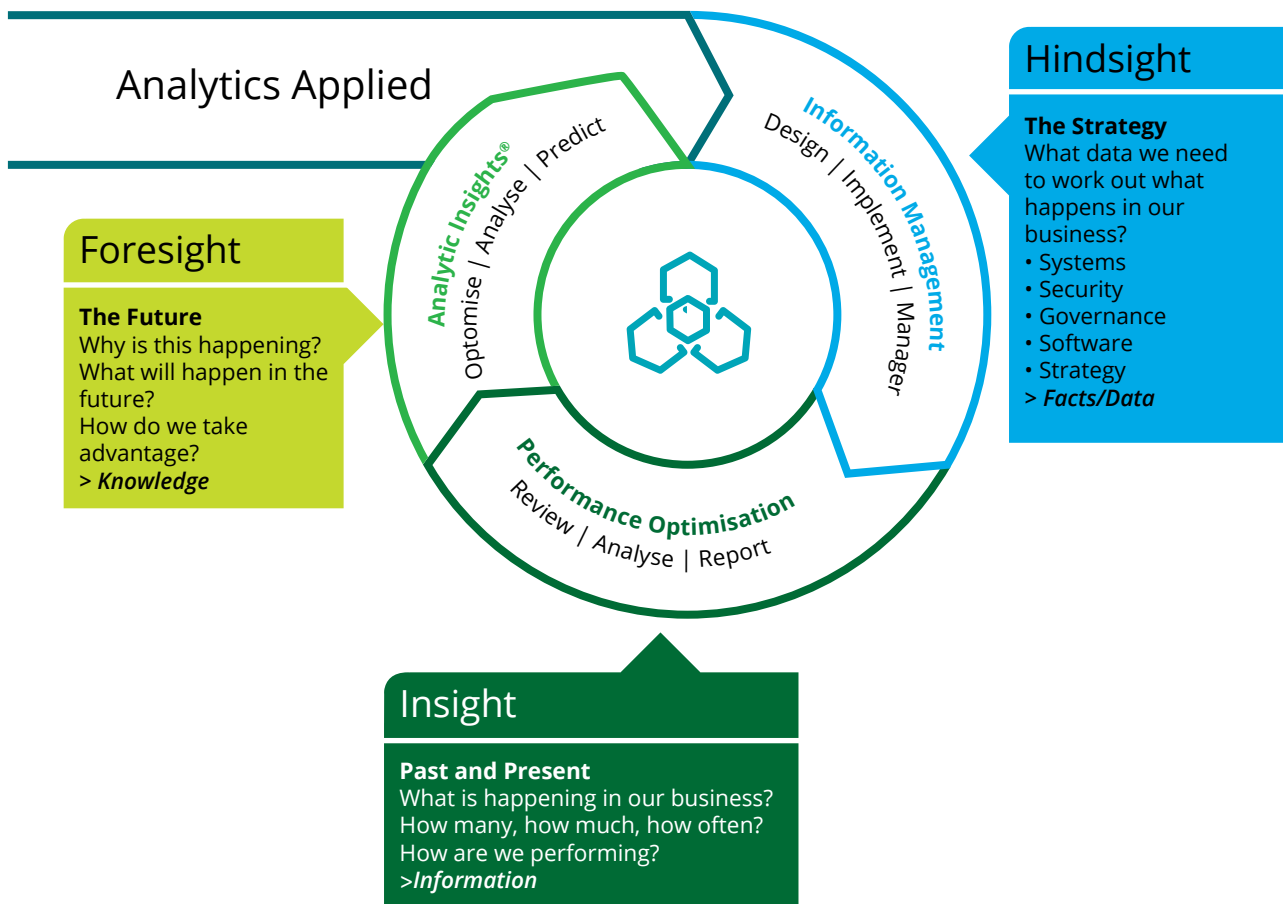 Analytics Applied
Hindsight
The Strategy
What data we need
to work out what
happens in our
business?
• Systems
• Security
• Governance
• Software
• Strategy
> Facts/Data
Information Management
Design | Implement | Manager
Analytic Insights®
Optomise | Analyse | Predict
Foresight
The Future
Why is this happening?
What will happen in the
future?
How do we take
advantage?
> Knowledge
Performance Optimisation
Review | Analyse | Report
Insight
Past and Present
What is happening in our business?
How many, how much, how often?
How are we performing?
>Information